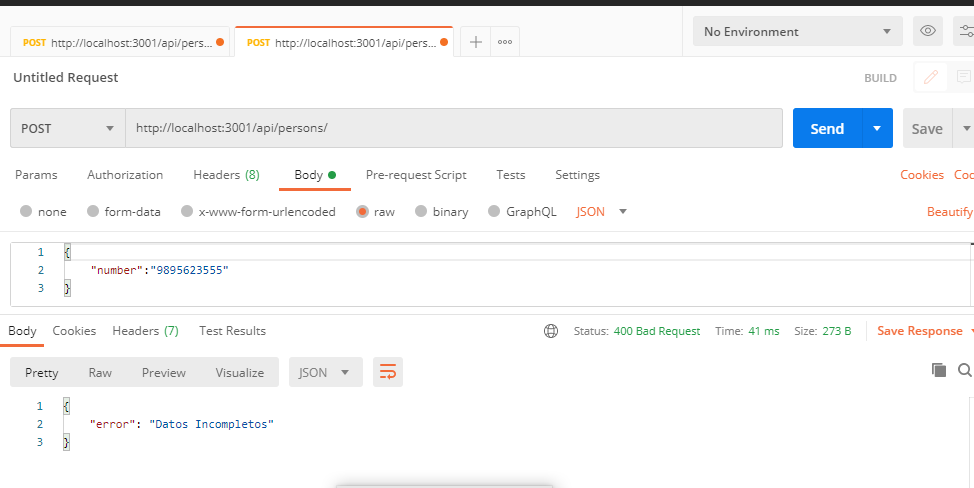 POST http://localhost:3001/api/pers... POST http://localhost:3001/api/pers... No Environment
Untitled Request BUILD
POST http://localhost:3001/api/persons/ Send Save
Params Authorization Headers (8) Body Pre-request Script Tests Settings Cookies Coo
none form-data x-www-form-urlencoded raw binary GraphQL JSON Beautify
1 {
2 "number":"9895623555"
3 }
Body Cookies Headers (7) Test Results Status: 400 Bad Request Time: 41 ms Size: 273 B Save Response
Pretty Raw Preview Visualize JSON
1 {
2 "error": "Datos Incompletos"
3 }